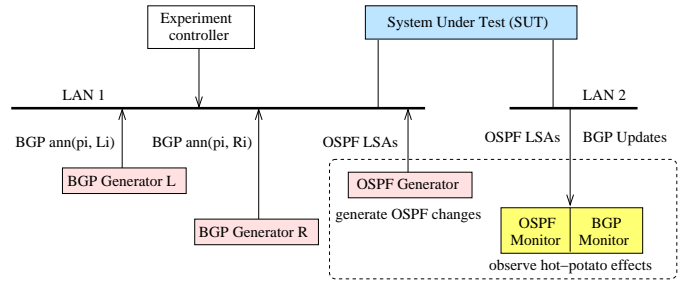 Experiment
controller
System Under Test (SUT)
LAN 1
LAN 2
BGP ann(pi, Li)
BGP ann(pi, Ri)
OSPF LSAs
OSPF LSAs
BGP Updates
BGP Generator L
OSPF Generator
generate OSPF changes
BGP Generator R
OSPF
Monitor
BGP
Monitor
observe hot−potato effects